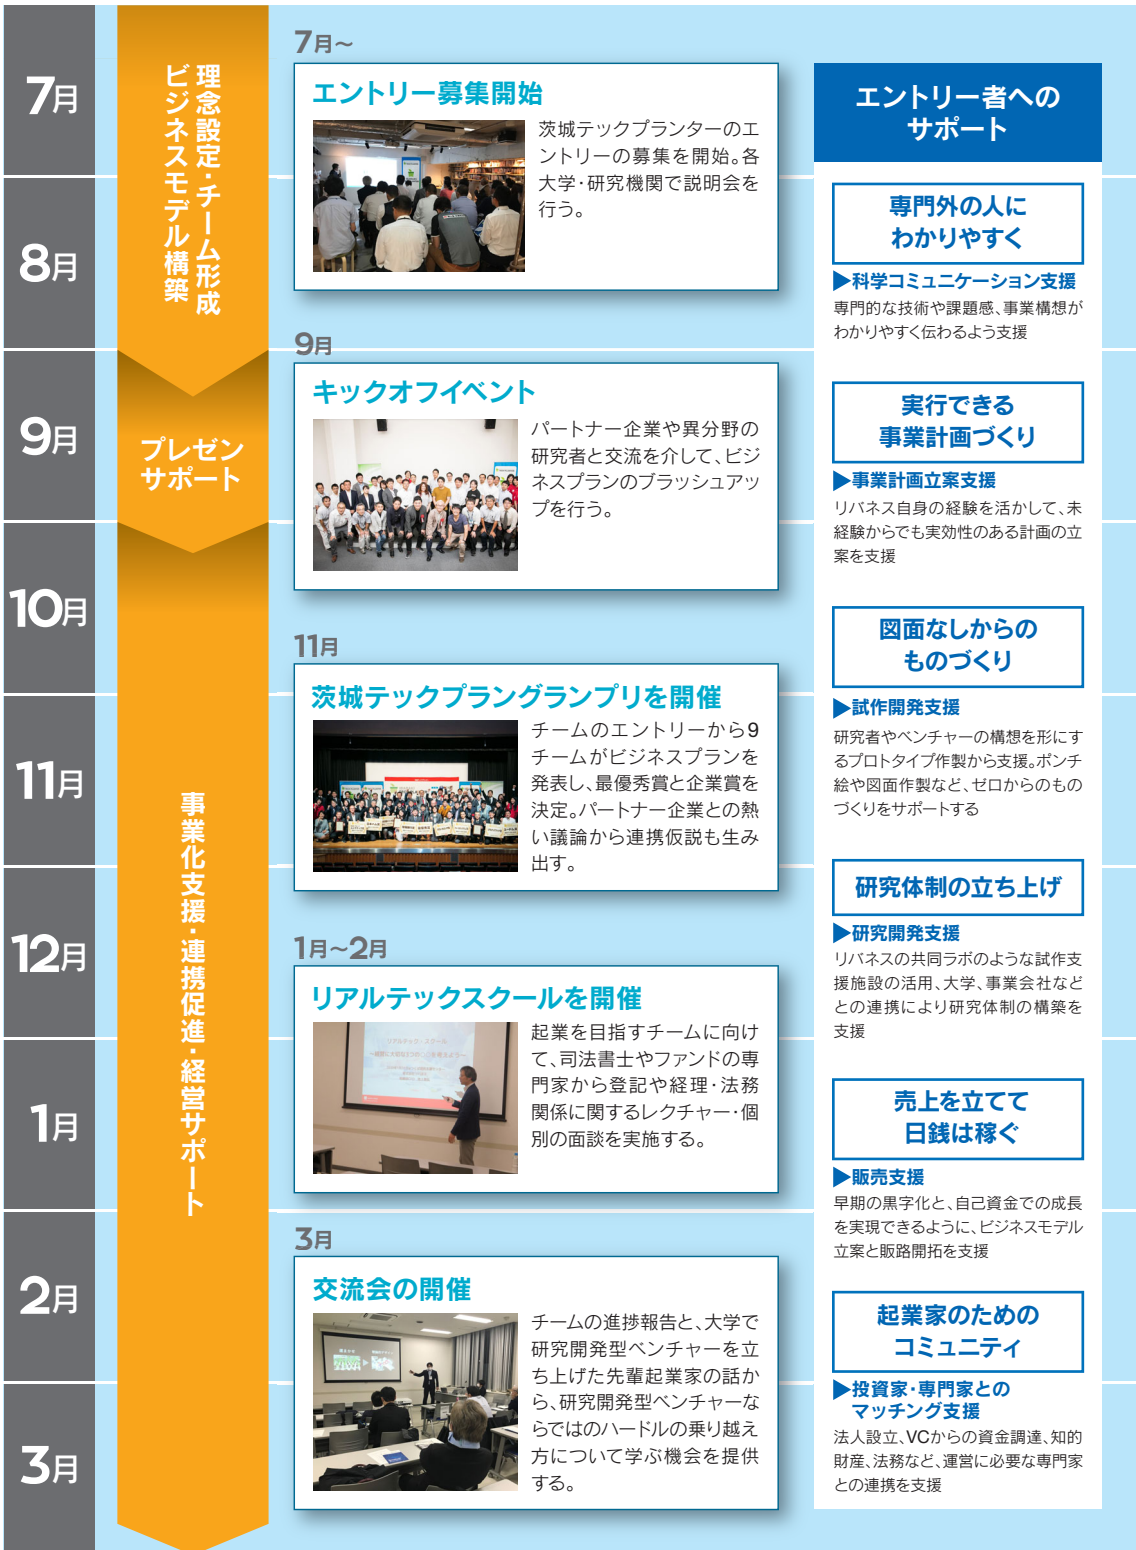 7月
8月
9月
10月
11月
12月
1月
2月
3月
理念設定・チーム形成
ビジネスモデル構築
プレゼン
サポート
事業化支援・連携促進・経営サポート
7月～
エントリー募集開始
茨城テックプランターのエ
ントリーの募集を開始。各
大学・研究機関で説明会を
行う。
9月
キックオフイベント
パートナー企業や異分野の
研究者と交流を介して、ビジ
ネスプランのブラッシュアッ
プを行う。
11月
茨城テックプラングランプリを開催
チームのエントリーから9
チームがビジネスプランを
発表し、最優秀賞と企業賞を
決定。パートナー企業との熱
い議論から連携仮説も生み
出す。
1月～2月
リアルテックスクールを開催
リアルテック・スクール
起業を目指すチームに向け
て、司法書士やファンドの専
門家から登記や経理・法務
関係に関するレクチャー・個
別の面談を実施する。
3月
交流会の開催
チームの進捗報告と、大学で
研究開発型ベンチャーを立
ち上げた先輩起業家の話か
ら、研究開発型ベンチャーな
らではのハードルの乗り越え
方について学ぶ機会を提供
する。
エントリー者への
サポート
専門外の人に
わかりやすく
▶科学コミュニケーション支援
専門的な技術や課題感、事業構想が
わかりやすく伝わるよう支援
実行できる
事業計画づくり
▶事業計画立案支援
リバネス自身の経験を活かして、未
経験からでも実効性のある計画の立
案を支援
図面なしからの
ものづくり
▶試作開発支援
研究者やベンチャーの構想を形にす
るプロトタイプ作製から支援。ポンチ
絵や図面作製など、ゼロからのもの
づくりをサポートする
研究体制の立ち上げ
▶研究開発支援
リバネスの共同ラボのような試作支
援施設の活用、大学、事業会社など
との連携により研究体制の構築を
支援
売上を立てて
日銭は稼ぐ
▶販売支援
早期の黒字化と、自己資金での成長
を実現できるように、ビジネスモデル
立案と販路開拓を支援
起業家のための
コミュニティ
▶投資家・専門家との
マッチング支援
法人設立、VCからの資金調達、知的
財産、法務など、運営に必要な専門家
との連携を支援